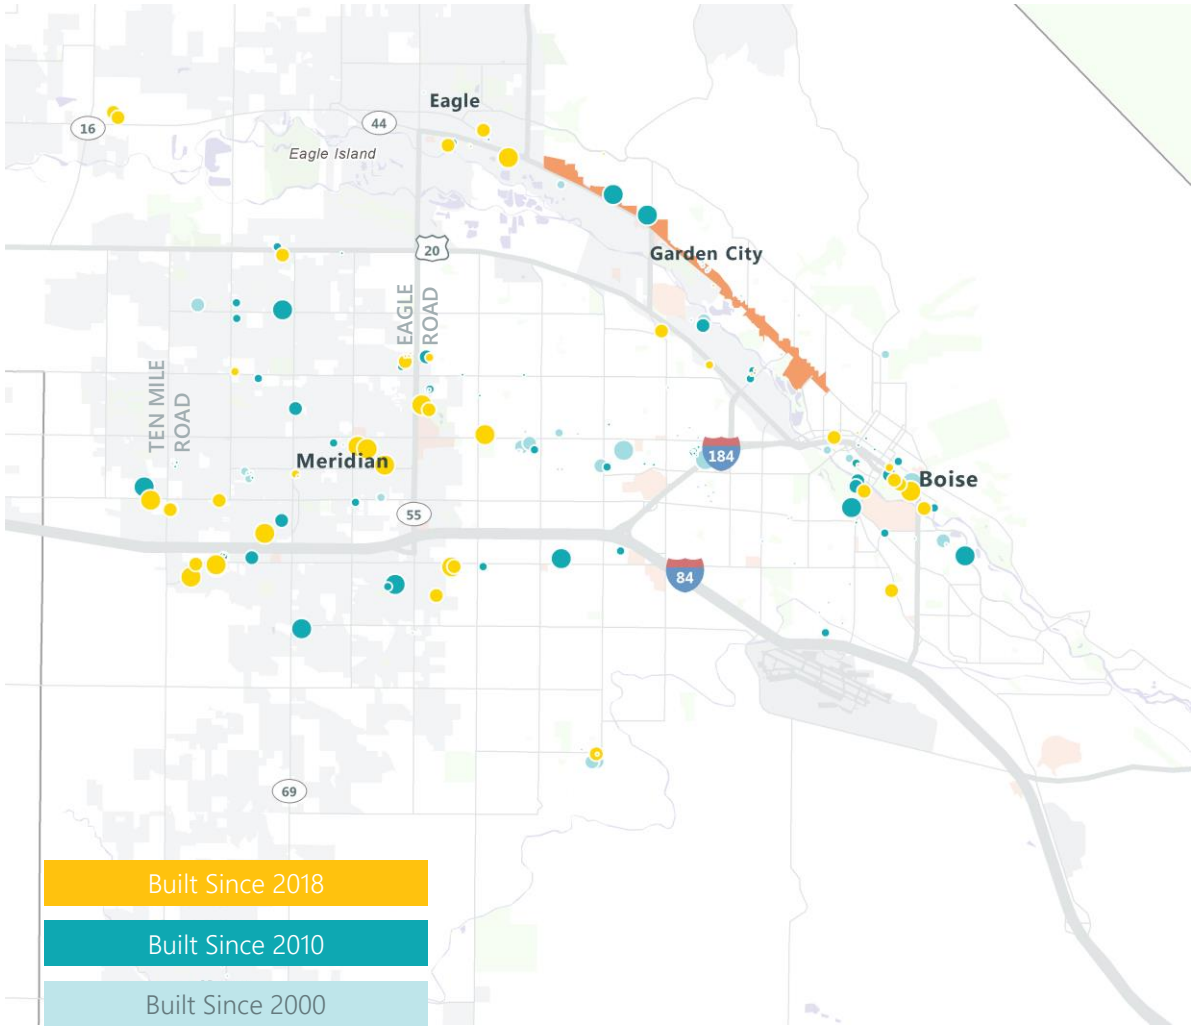 Eagle
44
16
Eagle Island
20
Garden City
EAGLE
ROAD
TEN MILE
ROAD
184
Meridian
Boise
55
84
69
Built Since 2018
Built Since 2010
Built Since 2000